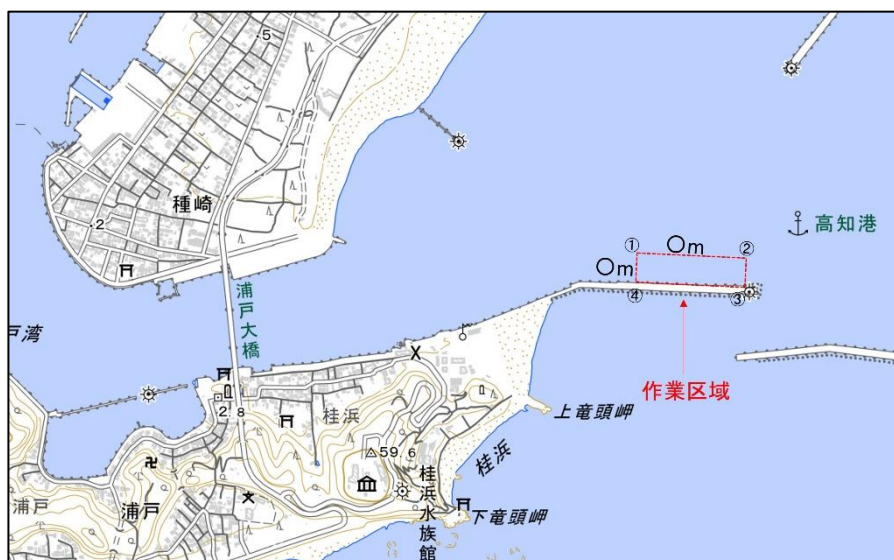 .5
種崎
.2
浦戸大橋
戸湾
①
〇m
②
〇m
④
③
高知港
作業区域
2.8
桂浜
59.6
上竜頭岬
桂浜
浦戸
浦戸
桂浜水族館
下竜頭岬